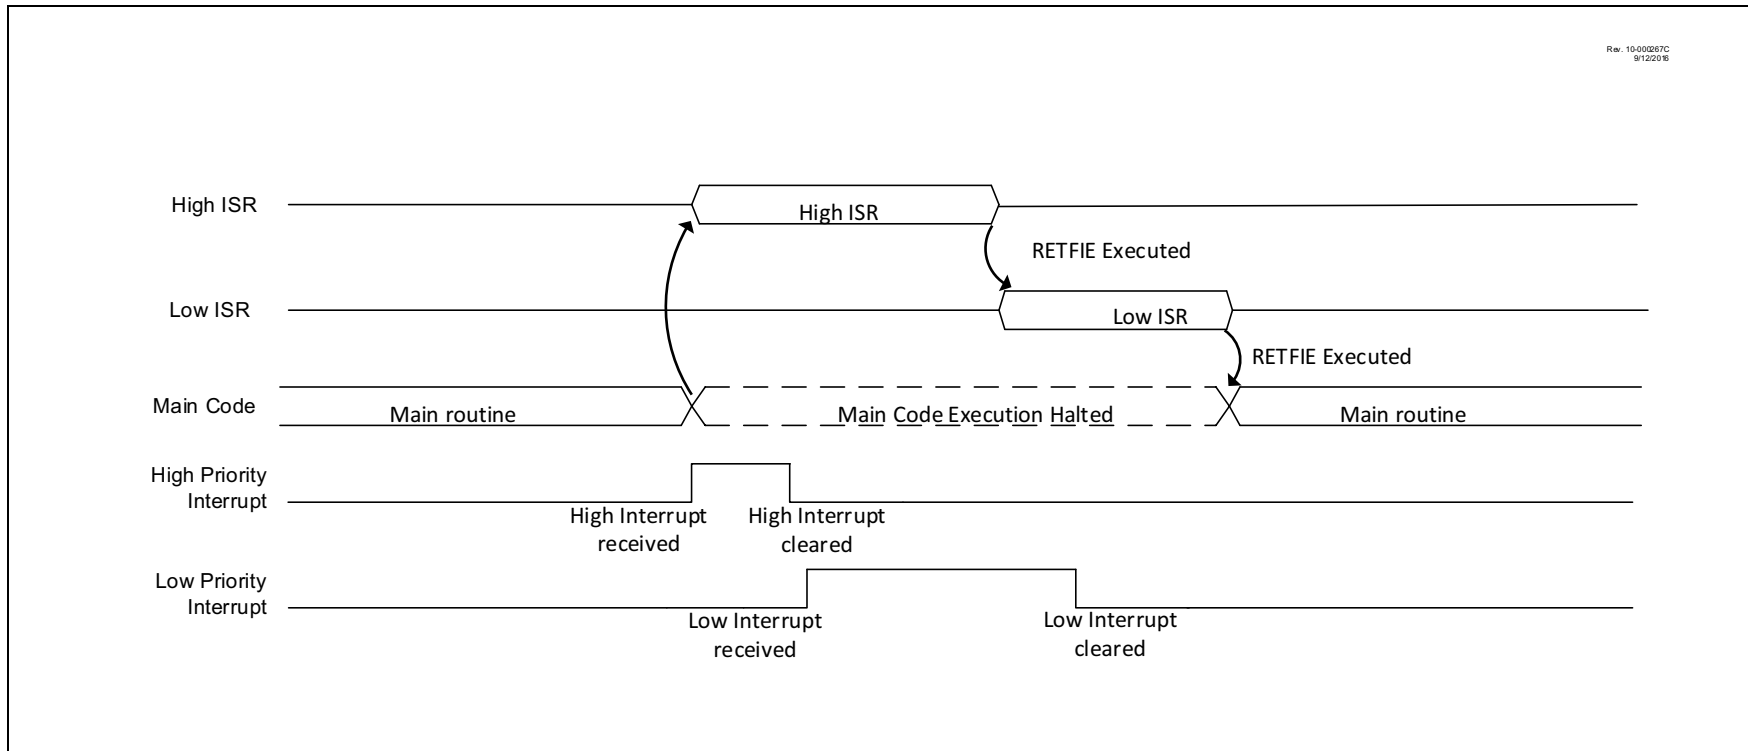 Rev. 10-000267C
9/12/2016
High ISR
High ISR
RETFIE Executed
Low ISR
Low ISR
RETFIE Executed
Main Code
Main routine
Main Code Execution Halted
Main routine
High Priority
Interrupt
High Interrupt
received
High Interrupt
cleared
Low Priority
Interrupt
Low Interrupt
received
Low Interrupt
cleared